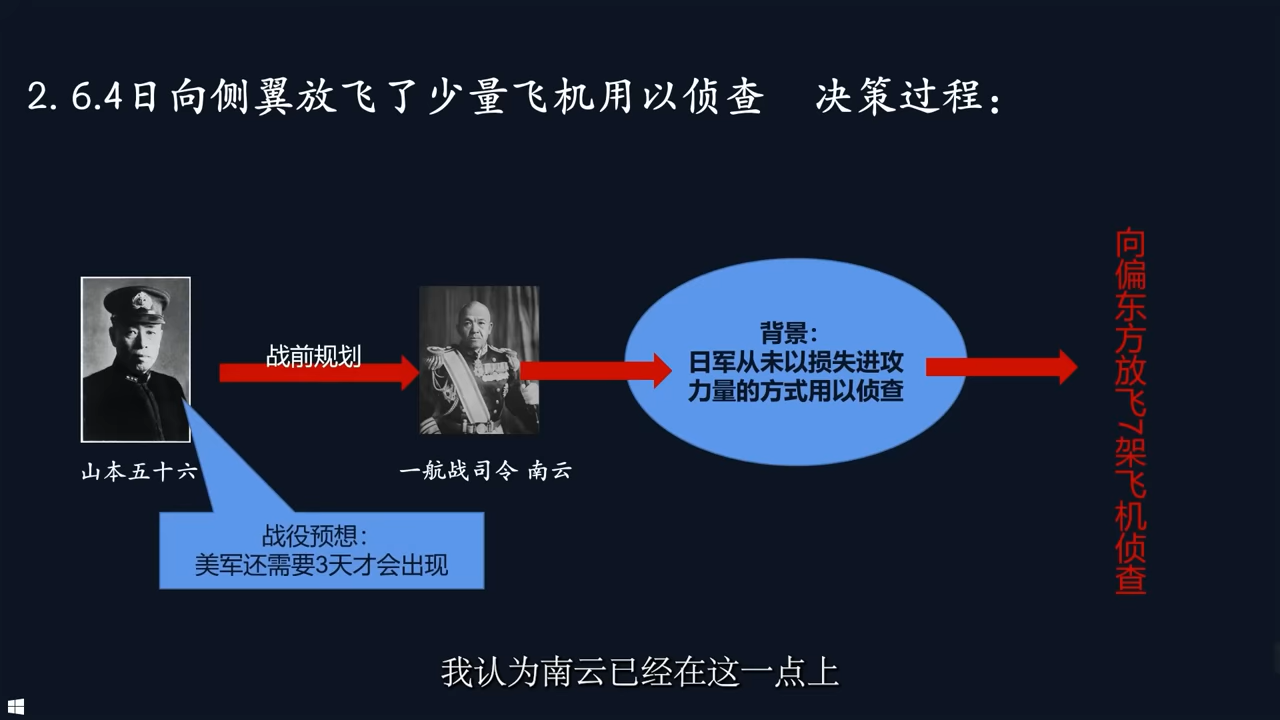 2. 6.4日向侧翼放飞了少量飞机用以侦查 决策过程：
战前规划
山本五十六
一航战司令 南云
背景：
日军从未以损失进攻
力量的方式用以侦查
战役预想：
美军还需要3天才会出现
向偏东方放飞7架飞机侦查
我认为南云已经在这一点上